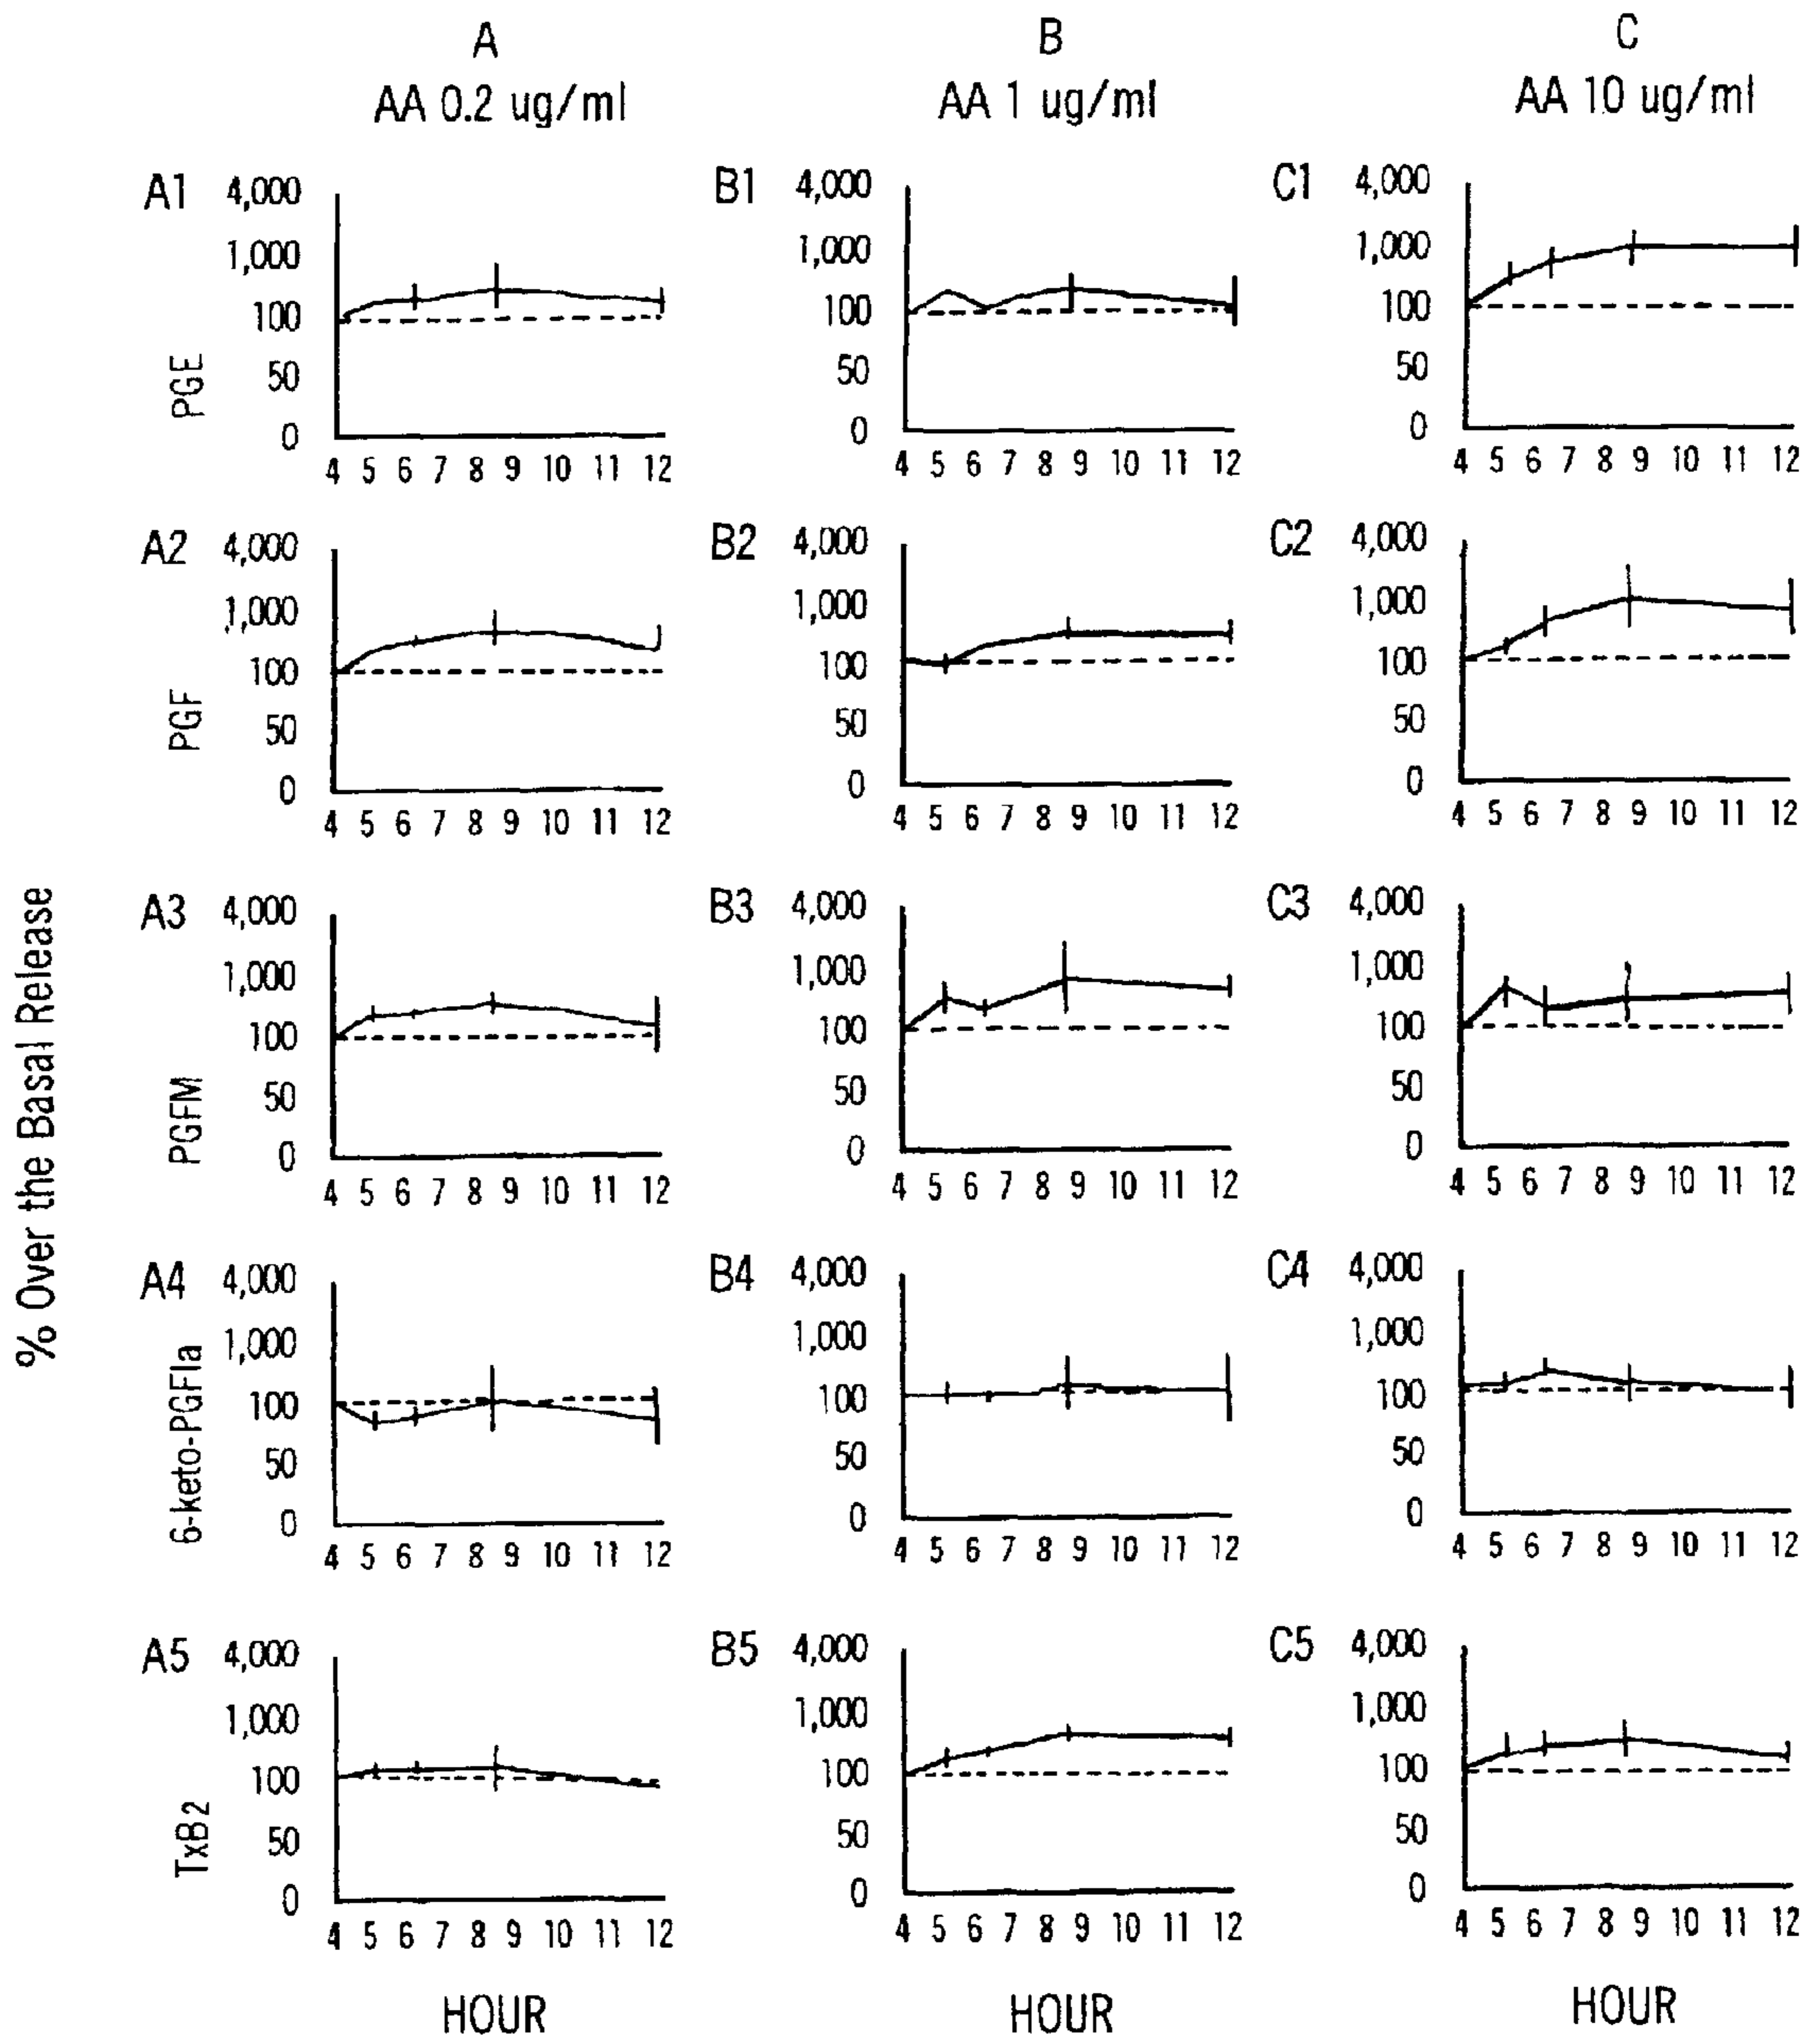 A B C
AA 0.2 ug/ml AA 1 ug/ml AA 10 ug/ml
% Over the Basal Release
PGE
A1 4,000 B1 4,000 C1 4,000
1,000 1,000 1,000
100 100 100
50 50 50
0 0 0
4 5 6 7 8 9 10 11 12 4 5 6 7 8 9 10 11 12 4 5 6 7 8 9 10 11 12
PGF
A2 4,000 B2 4,000 C2 4,000
1,000 1,000 1,000
100 100 100
50 50 50
0 0 0
4 5 6 7 8 9 10 11 12 4 5 6 7 8 9 10 11 12 4 5 6 7 8 9 10 11 12
PGFM
A3 4,000 B3 4,000 C3 4,000
1,000 1,000 1,000
100 100 100
50 50 50
0 0 0
4 5 6 7 8 9 10 11 12 4 5 6 7 8 9 10 11 12 4 5 6 7 8 9 10 11 12
6-keto-PGFIa
A4 4,000 B4 4,000 C4 4,000
1,000 1,000 1,000
100 100 100
50 50 50
0 0 0
4 5 6 7 8 9 10 11 12 4 5 6 7 8 9 10 11 12 4 5 6 7 8 9 10 11 12
TxB2
A5 4,000 B5 4,000 C5 4,000
1,000 1,000 1,000
100 100 100
50 50 50
0 0 0
4 5 6 7 8 9 10 11 12 4 5 6 7 8 9 10 11 12 4 5 6 7 8 9 10 11 12
HOUR HOUR HOUR